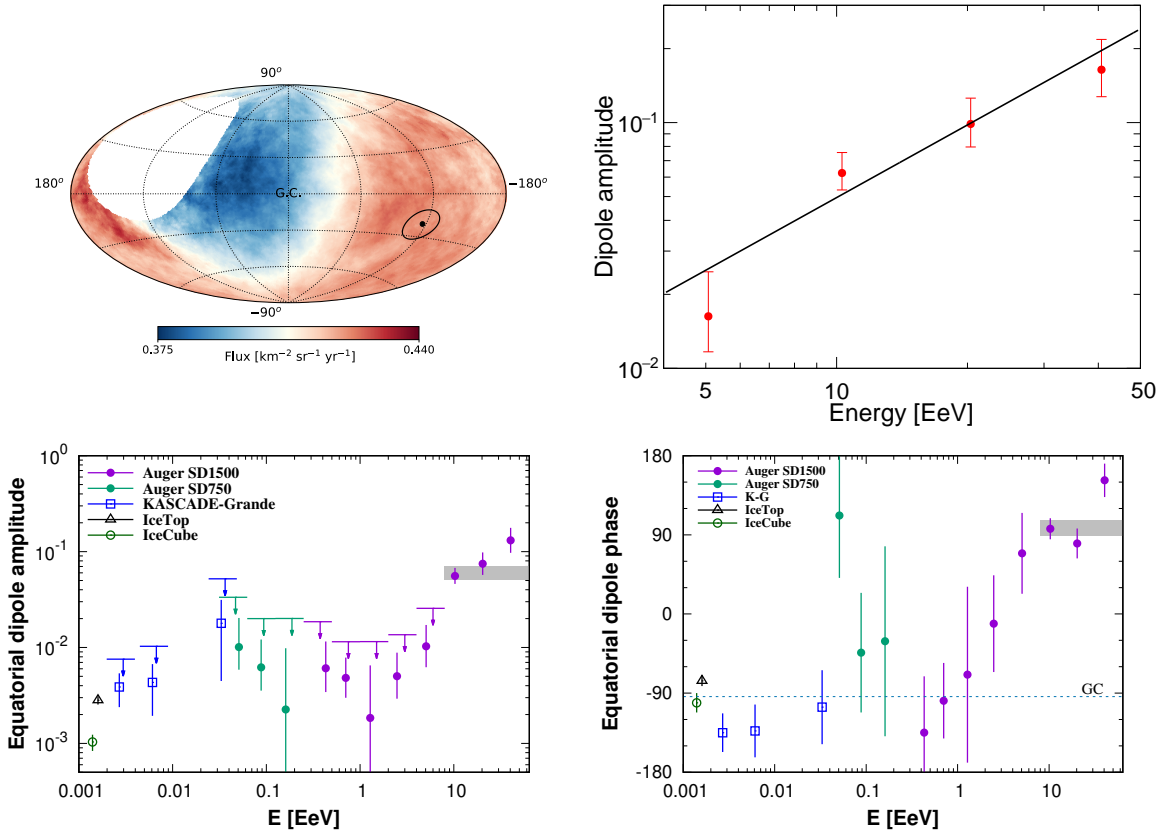 90°
180°
G.C.
−180°
−90°
0.375
0.440
Flux [km⁻² sr⁻¹ yr⁻¹]
Dipole amplitude
10⁻¹
10⁻²
5
10
50
Energy [EeV]
Equatorial dipole amplitude
10⁰
10⁻¹
10⁻²
10⁻³
Auger SD1500
Auger SD750
KASCADE-Grande
IceTop
IceCube
0.001
0.01
0.1
1
10
E [EeV]
Equatorial dipole phase
180
90
0
-90
-180
Auger SD1500
Auger SD750
K-G
IceTop
IceCube
GC
0.001
0.01
0.1
1
10
E [EeV]